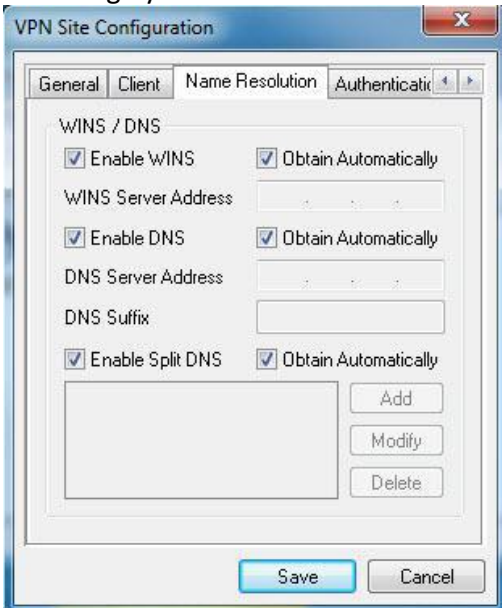 VPN Site Configuration
General Client Name Resolution
WINS / DNS
Enable WINS Obtain Automatically
WINS Server Address . . .
Enable DNS Obtain Automatically
DNS Server Address . . .
DNS Suffix
Enable Split DNS Obtain Automatically
Add
Modify
Delete
Save Cancel